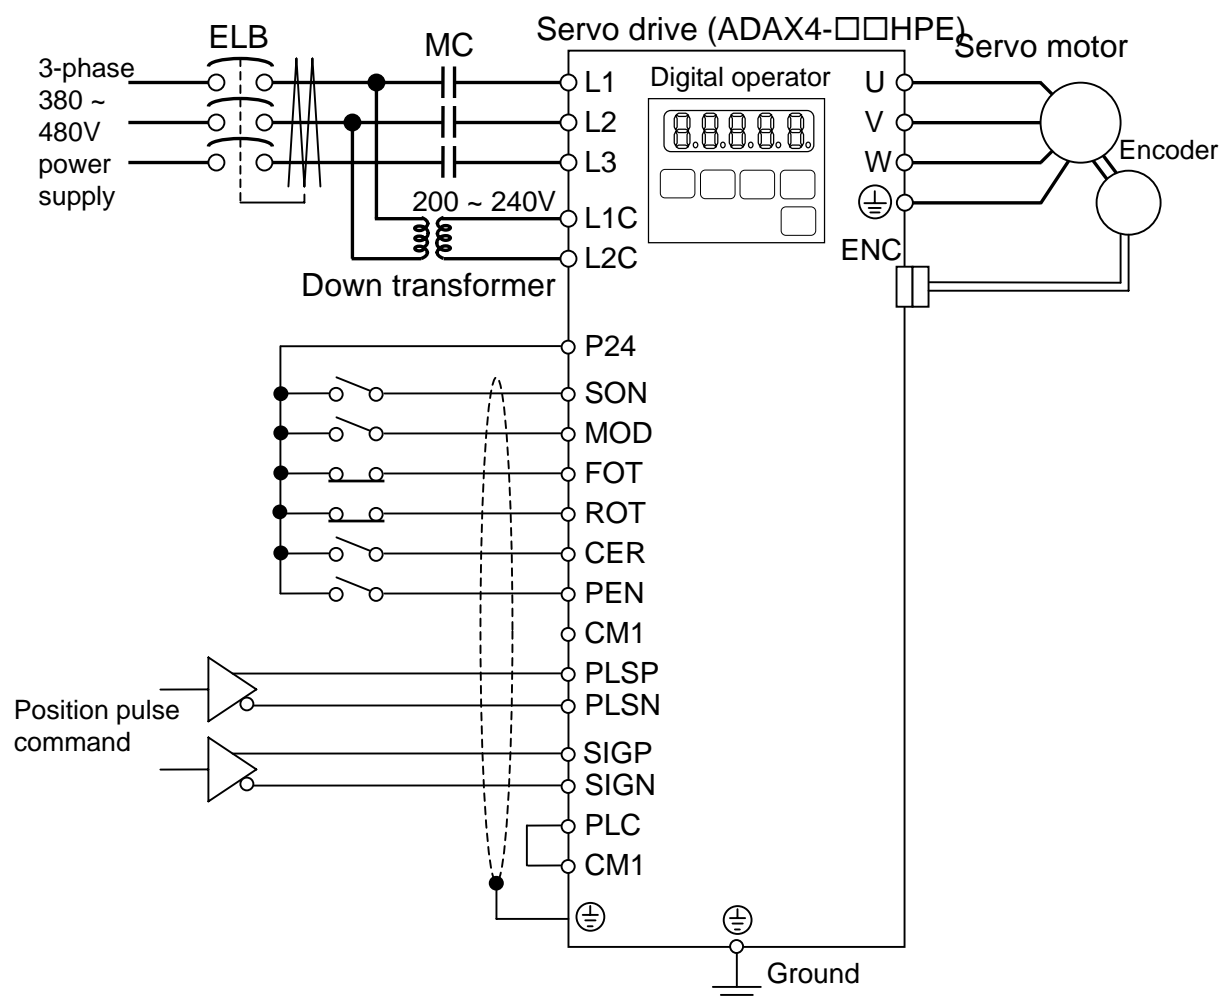 Servo drive (ADAX4-□□HPE)
ELB
MC
Servo motor
3-phase
380 ~
480V
power
supply
L1
L2
L3
Digital operator
8.8.8.8.8.
U
V
W
Encoder
200 ~ 240V
L1C
L2C
ENC
Down transformer
P24
SON
MOD
FOT
ROT
CER
PEN
CM1
PLSP
PLSN
Position pulse
command
SIGP
SIGN
PLC
CM1
Ground